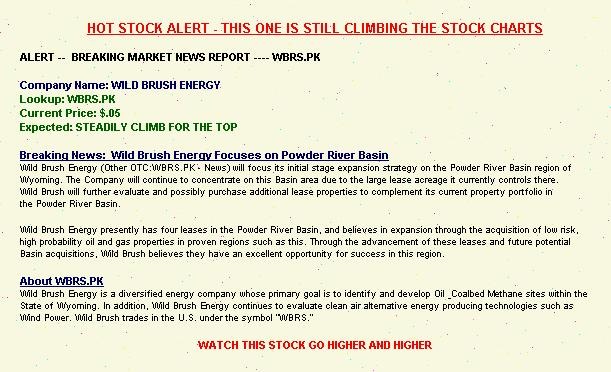 HOT STOCK ALERT - THIS ONE IS STILL CLIMBING THE STOCK CHARTS
ALERT -- BREAKING MARKET NEWS REPORT ---- WBRS.PK
Company Name: WILD BRUSH ENERGY
Lookup: WBRS.PK
Current Price: $.05
Expected: STEADILY CLIMB FOR THE TOP
Breaking News: Wild Brush Energy Focuses on Powder River Basin
Wild Brush Energy (Other OTC:WBRS.PK - News) will focus its initial stage expansion strategy on the Powder River Basin region of
Wyoming. The Company will continue to concentrate on this Basin area due to the large lease acreage it currently controls there.
Wild Brush will further evaluate and possibly purchase additional lease properties to complement its current property portfolio in
the Powder River Basin.
Wild Brush Energy presently has four leases in the Powder River Basin, and believes in expansion through the acquisition of low risk,
high probability oil and gas properties in proven regions such as this. Through the advancement of these leases and future potential
Basin acquisitions, Wild Brush believes they have an excellent opportunity for success in this region.
About WBRS.PK
Wild Brush Energy is a diversified energy company whose primary goal is to identify and develop Oil _Coalbed Methane sites within the
State of Wyoming. In addition, Wild Brush Energy continues to evaluate clean air alternative energy producing technologies such as
Wind Power. Wild Brush trades in the U.S. under the symbol "WBRS."
WATCH THIS STOCK GO HIGHER AND HIGHER